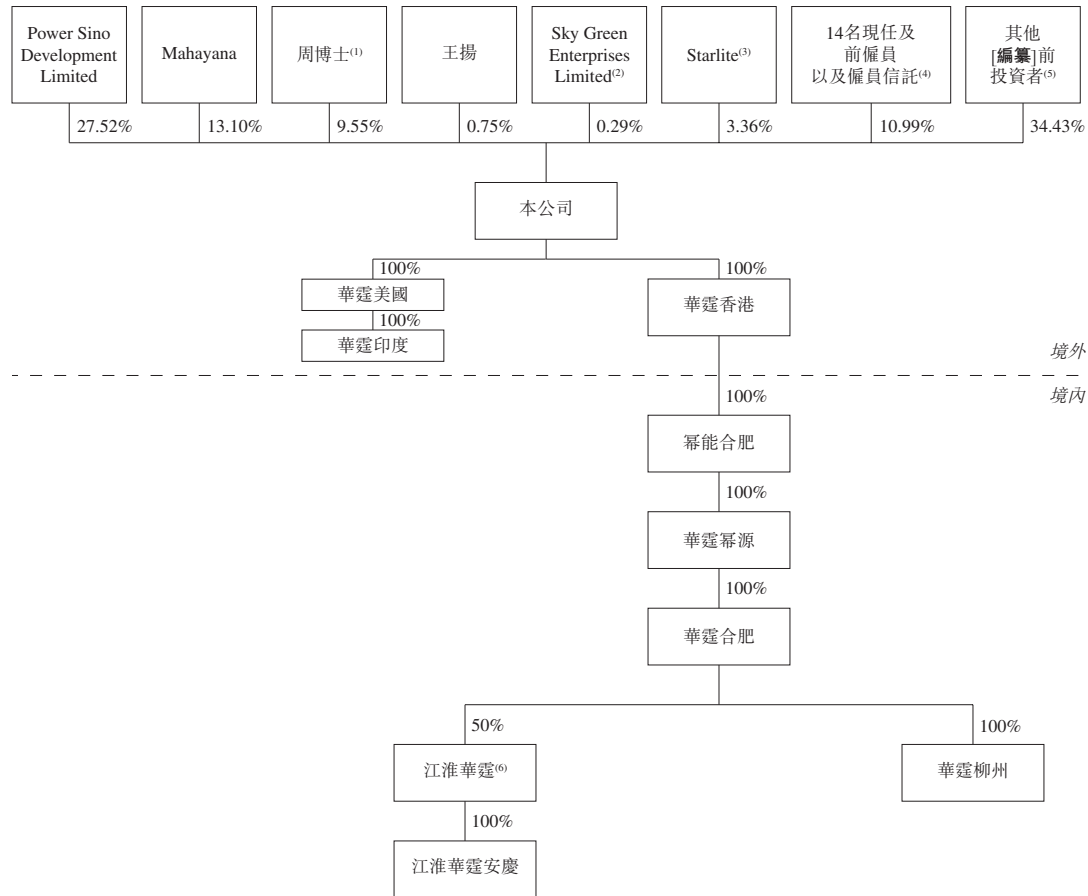 Power Sino
Development
Limited
Mahayana
周博士(1)
王揚
Sky Green
Enterprises
Limited(2)
Starlite(3)
14名現任及
前僱員
以及僱員信託(4)
其他
[編纂]前
投資者(5)
27.52%
13.10%
9.55%
0.75%
0.29%
3.36%
10.99%
34.43%
本公司
100%
100%
華霆美國
華霆香港
100%
華霆印度
境外
境內
100%
冪能合肥
100%
華霆冪源
100%
華霆合肥
50%
100%
江淮華霆(6)
華霆柳州
100%
江淮華霆安慶